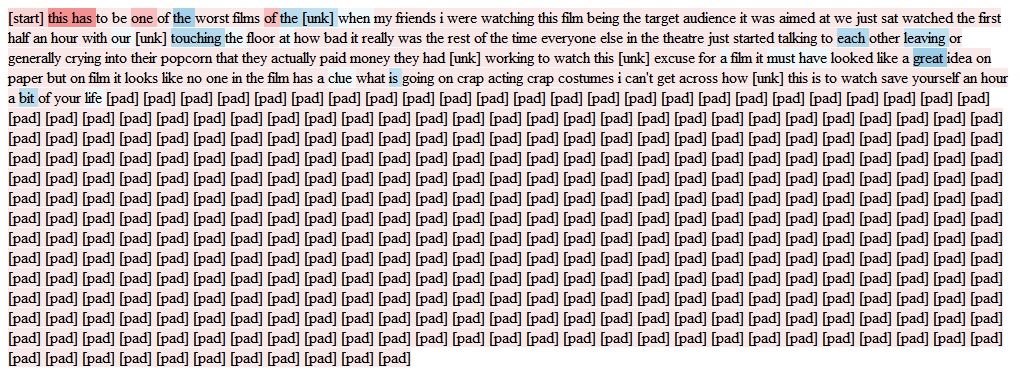 [start] this has to be one of the worst films of the [unk] when my friends i were watching this film being the target audience it was aimed at we just sat watched the first
half an hour with our [unk] touching the floor at how bad it really was the rest of the time everyone else in the theatre just started talking to each other leaving or
generally crying into their popcorn that they actually paid money they had [unk] working to watch this [unk] excuse for a film it must have looked like a great idea on
paper but on film it looks like no one in the film has a clue what is going on crap acting crap costumes i can't get across how [unk] this is to watch save yourself an hour
a bit of your life [pad] [pad] [pad] [pad] [pad] [pad] [pad] [pad] [pad] [pad] [pad] [pad] [pad] [pad] [pad] [pad] [pad] [pad] [pad] [pad] [pad] [pad] [pad] [pad]
[pad] [pad] [pad] [pad] [pad] [pad] [pad] [pad] [pad] [pad] [pad] [pad] [pad] [pad] [pad] [pad] [pad] [pad] [pad] [pad] [pad] [pad] [pad] [pad] [pad] [pad] [pad]
[pad] [pad] [pad] [pad] [pad] [pad] [pad] [pad] [pad] [pad] [pad] [pad] [pad] [pad] [pad] [pad] [pad] [pad] [pad] [pad] [pad] [pad] [pad] [pad] [pad] [pad] [pad]
[pad] [pad] [pad] [pad] [pad] [pad] [pad] [pad] [pad] [pad] [pad] [pad] [pad] [pad] [pad] [pad] [pad] [pad] [pad] [pad] [pad] [pad] [pad] [pad] [pad] [pad] [pad]
[pad] [pad] [pad] [pad] [pad] [pad] [pad] [pad] [pad] [pad] [pad] [pad] [pad] [pad] [pad] [pad] [pad] [pad] [pad] [pad] [pad] [pad] [pad] [pad] [pad] [pad] [pad]
[pad] [pad] [pad] [pad] [pad] [pad] [pad] [pad] [pad] [pad] [pad] [pad] [pad] [pad] [pad] [pad] [pad] [pad] [pad] [pad] [pad] [pad] [pad] [pad] [pad] [pad] [pad]
[pad] [pad] [pad] [pad] [pad] [pad] [pad] [pad] [pad] [pad] [pad] [pad] [pad] [pad] [pad] [pad] [pad] [pad] [pad] [pad] [pad] [pad] [pad] [pad] [pad] [pad] [pad]
[pad] [pad] [pad] [pad] [pad] [pad] [pad] [pad] [pad] [pad] [pad] [pad] [pad] [pad] [pad] [pad] [pad] [pad] [pad] [pad] [pad] [pad] [pad] [pad] [pad] [pad] [pad]
[pad] [pad] [pad] [pad] [pad] [pad] [pad] [pad] [pad] [pad] [pad] [pad] [pad] [pad] [pad] [pad] [pad] [pad] [pad] [pad] [pad] [pad] [pad] [pad] [pad] [pad] [pad]
[pad] [pad] [pad] [pad] [pad] [pad] [pad] [pad] [pad] [pad] [pad] [pad] [pad] [pad] [pad] [pad] [pad] [pad] [pad] [pad] [pad] [pad] [pad] [pad] [pad] [pad] [pad]
[pad] [pad] [pad] [pad] [pad] [pad] [pad] [pad] [pad] [pad] [pad] [pad] [pad] [pad] [pad] [pad] [pad] [pad] [pad] [pad] [pad] [pad] [pad] [pad] [pad] [pad] [pad]
[pad] [pad] [pad] [pad] [pad] [pad] [pad] [pad] [pad] [pad] [pad] [pad] [pad] [pad] [pad] [pad] [pad] [pad] [pad] [pad] [pad] [pad] [pad] [pad] [pad] [pad] [pad]
[pad] [pad] [pad] [pad] [pad] [pad] [pad] [pad] [pad] [pad] [pad] [pad] [pad] [pad] [pad] [pad] [pad] [pad] [pad] [pad] [pad] [pad] [pad] [pad] [pad] [pad] [pad]
[pad] [pad] [pad] [pad] [pad] [pad] [pad] [pad] [pad] [pad] [pad]